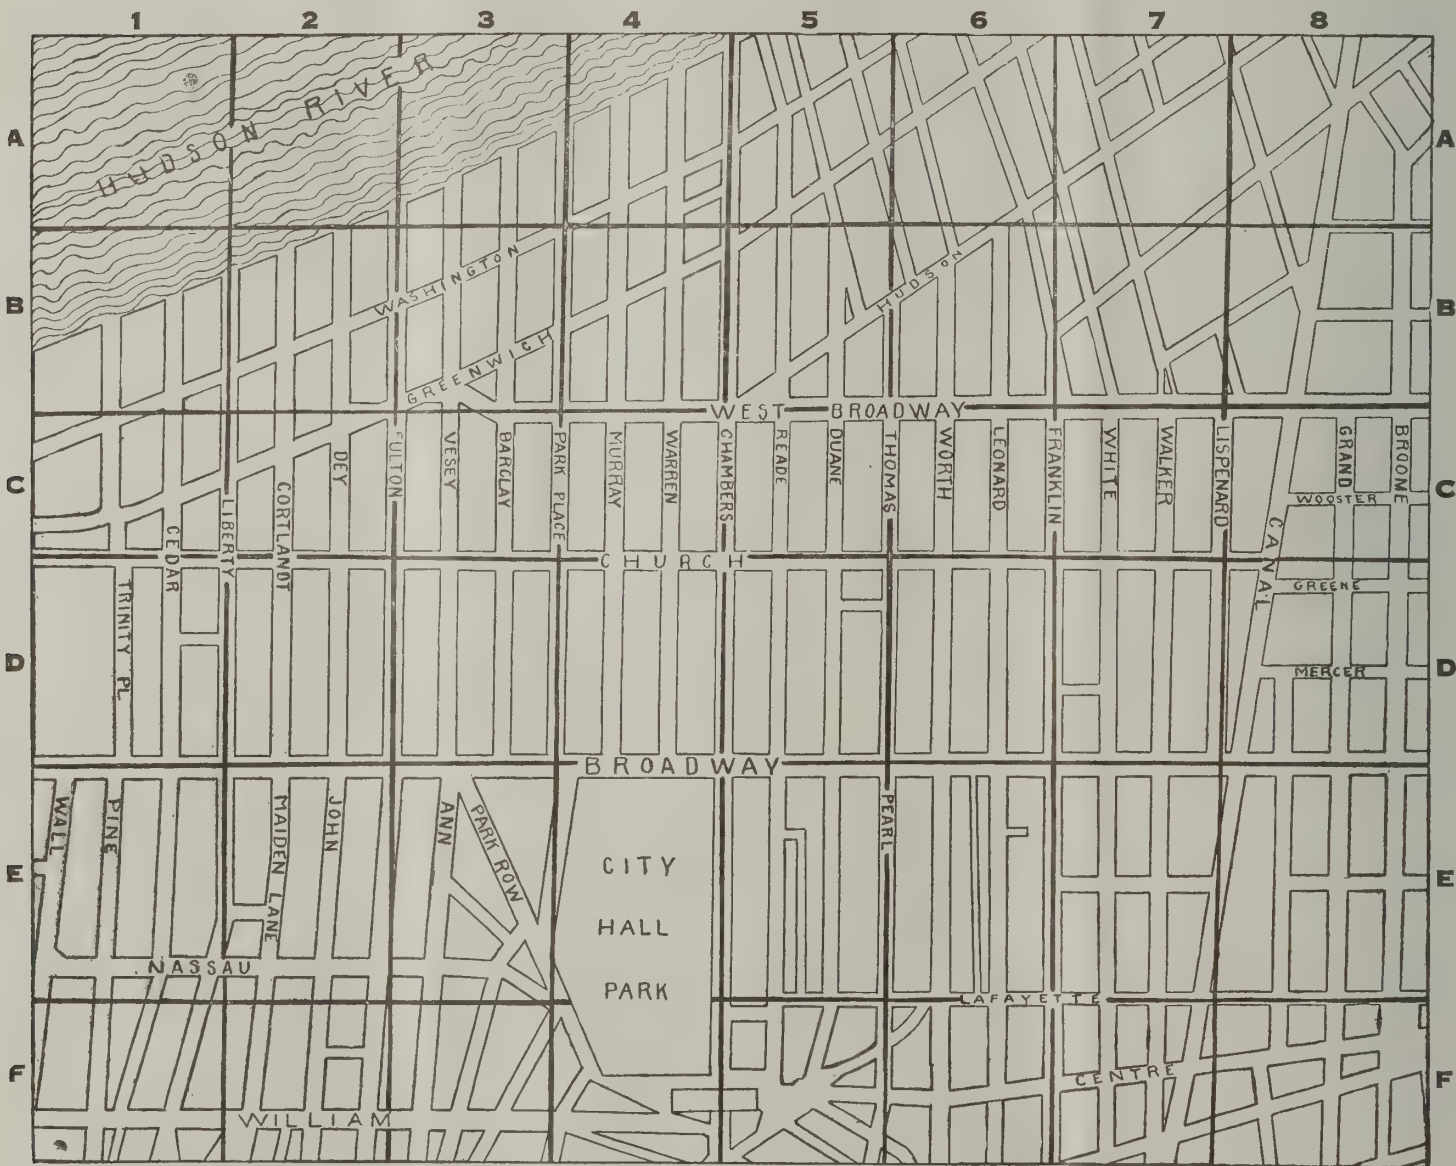 1 2 3 4 5 6 7 8
A A
HUDSON RIVER
B B
WASHINGTON
HUDSON
GREENWICH
WEST BROADWAY
C C
DEY
FULTON
VESEY
BARCLAY
PARK PLACE
MURRAY
WARREN
CHAMBERS
READE
DUANE
THOMAS
WORTH
LEONARD
FRANKLIN
WHITE
WALKER
LISPENARD
CANAL
GRAND
BROOME
WOOSTER
CEDAR
LIBERTY
CORTLANDT
CHURCH
TRINITY PL
GREENE
D D
MERCER
BROADWAY
WALL
PINE
MAIDEN LANE
JOHN
ANN
PARK ROW
PEARL
E E
CITY
HALL
PARK
NASSAU
LAFAYETTE
F F
CENTRE
WILLIAM